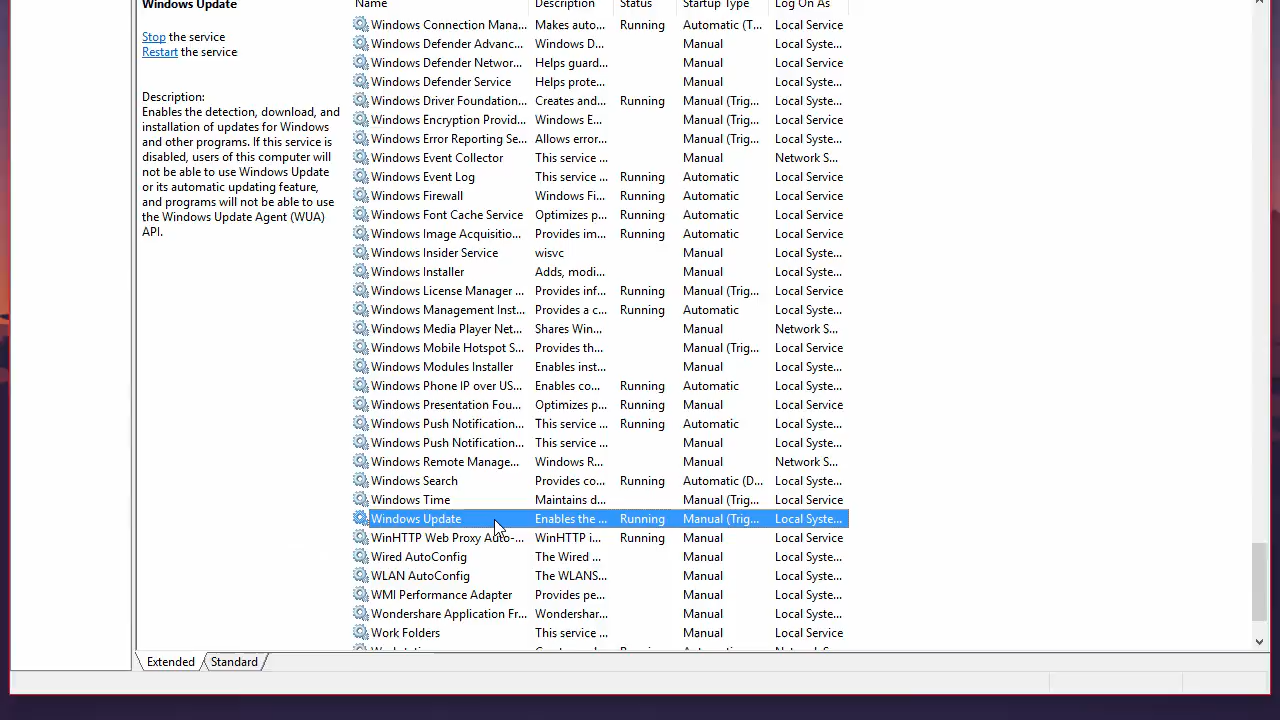 Windows Update
Name Description Status Startup Type Log On As
Stop the service
Restart the service
Description:
Enables the detection, download, and
installation of updates for Windows
and other programs. If this service is
disabled, users of this computer will
not be able to use Windows Update
or its automatic updating feature,
and programs will not be able to use
the Windows Update Agent (WUA)
API.
Windows Connection Mana... Makes auto... Running Automatic (T... Local Service
Windows Defender Advanc... Windows D... Manual Local Syste...
Windows Defender Networ... Helps guard... Manual Local Service
Windows Defender Service Helps prote... Manual Local Syste...
Windows Driver Foundation... Creates and... Running Manual (Trig... Local Syste...
Windows Encryption Provid... Windows E... Manual (Trig... Local Service
Windows Error Reporting Se... Allows error... Manual (Trig... Local Syste...
Windows Event Collector This service ... Manual Network S...
Windows Event Log This service ... Running Automatic Local Service
Windows Firewall Windows Fi... Running Automatic Local Service
Windows Font Cache Service Optimizes p... Running Automatic Local Service
Windows Image Acquisitio... Provides im... Running Automatic Local Service
Windows Insider Service wisvc Manual Local Syste...
Windows Installer Adds, modi... Manual Local Syste...
Windows License Manager ... Provides inf... Running Manual (Trig... Local Service
Windows Management Inst... Provides a c... Running Automatic Local Syste...
Windows Media Player Net... Shares Win... Manual Network S...
Windows Mobile Hotspot S... Provides th... Manual (Trig... Local Service
Windows Modules Installer Enables inst... Manual Local Syste...
Windows Phone IP over US... Enables co... Running Automatic Local Syste...
Windows Presentation Fou... Optimizes p... Running Manual Local Service
Windows Push Notification... This service ... Running Automatic Local Syste...
Windows Push Notification... This service ... Manual Local Syste...
Windows Remote Manage... Windows R... Manual Network S...
Windows Search Provides co... Running Automatic (D... Local Syste...
Windows Time Maintains d... Manual (Trig... Local Service
Windows Update Enables the ... Running Manual (Trig... Local Syste...
WinHTTP Web Proxy Auto-... WinHTTP i... Running Manual Local Service
Wired AutoConfig The Wired ... Manual Local Syste...
WLAN AutoConfig The WLANS... Manual Local Syste...
WMI Performance Adapter Provides pe... Manual Local Syste...
Wondershare Application Fr... Wondershar... Manual Local Syste...
Work Folders This service ... Manual Local Service
Extended Standard